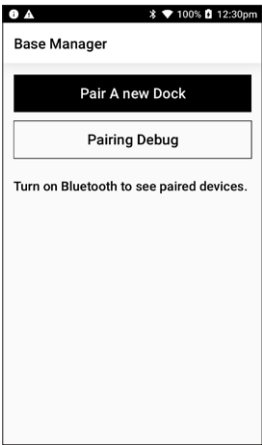 100% 12:30pm
Base Manager
Pair A new Dock
Pairing Debug
Turn on Bluetooth to see paired devices.